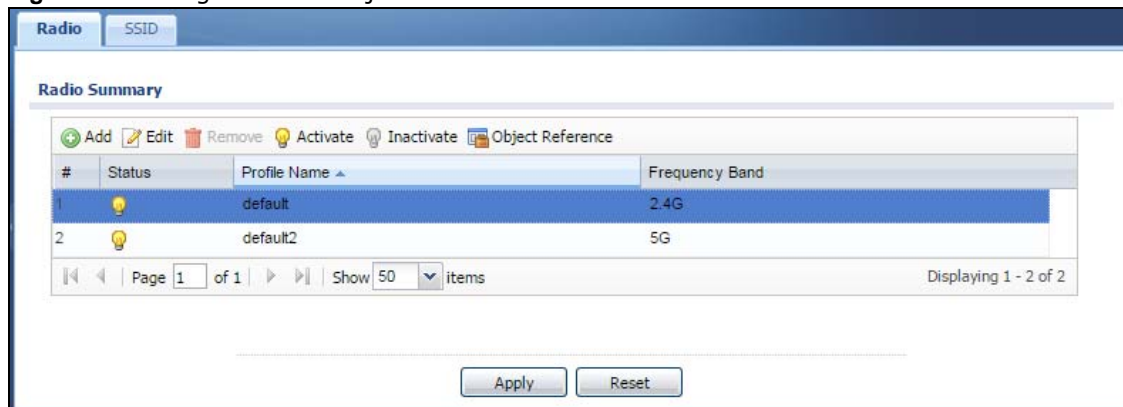 Radio SSID
Radio Summary
Add Edit Remove Activate Inactivate Object Reference
# Status Profile Name Frequency Band
1 default 2.4G
2 default2 5G
Page 1 of 1 Show 50 items Displaying 1 - 2 of 2
Apply Reset